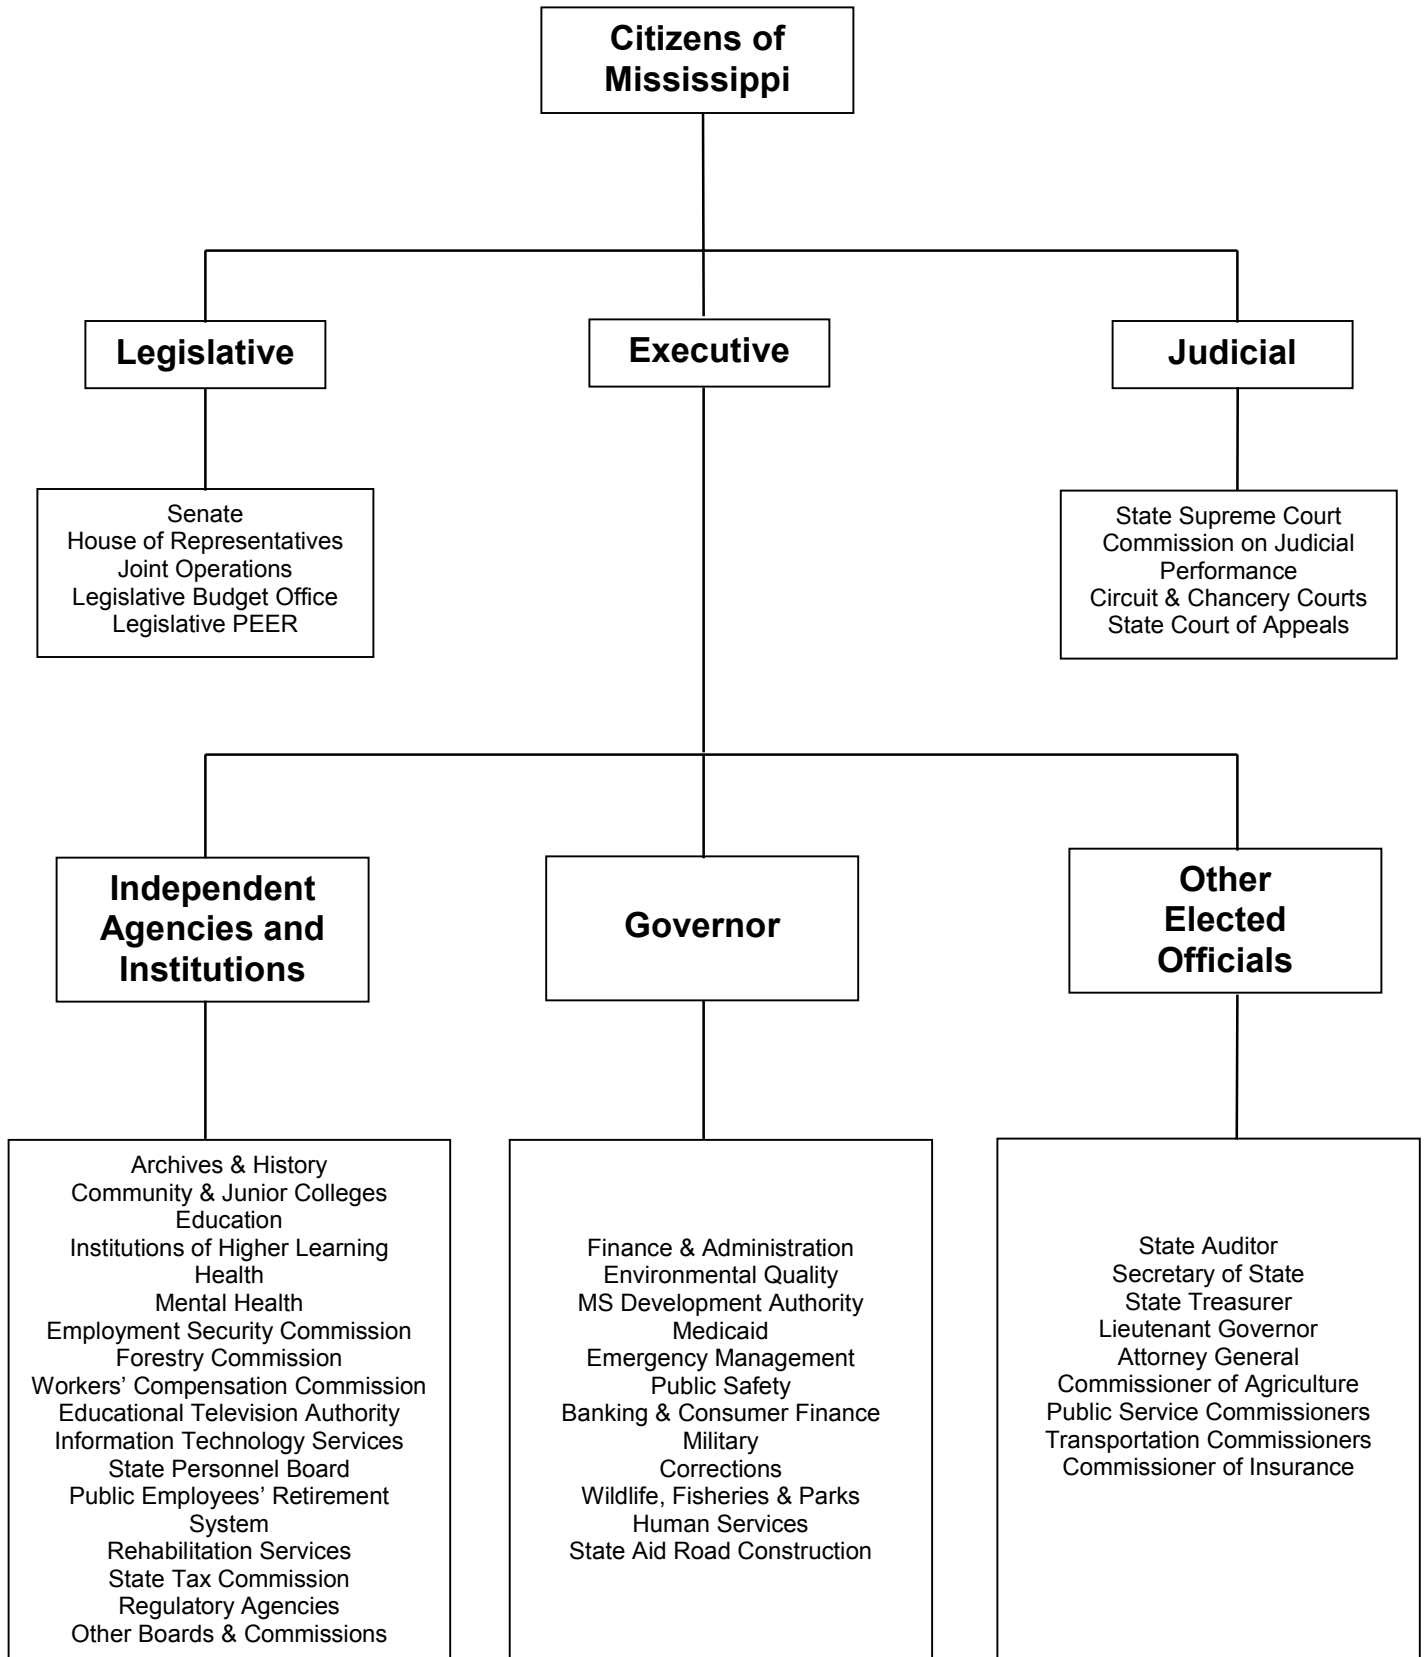 Citizens of
Mississippi
Legislative
Executive
Judicial
Senate
House of Representatives
Joint Operations
Legislative Budget Office
Legislative PEER
State Supreme Court
Commission on Judicial
Performance
Circuit & Chancery Courts
State Court of Appeals
Independent
Agencies and
Institutions
Governor
Other
Elected
Officials
Archives & History
Community & Junior Colleges
Education
Institutions of Higher Learning
Health
Mental Health
Employment Security Commission
Forestry Commission
Workers’ Compensation Commission
Educational Television Authority
Information Technology Services
State Personnel Board
Public Employees’ Retirement
System
Rehabilitation Services
State Tax Commission
Regulatory Agencies
Other Boards & Commissions
Finance & Administration
Environmental Quality
MS Development Authority
Medicaid
Emergency Management
Public Safety
Banking & Consumer Finance
Military
Corrections
Wildlife, Fisheries & Parks
Human Services
State Aid Road Construction
State Auditor
Secretary of State
State Treasurer
Lieutenant Governor
Attorney General
Commissioner of Agriculture
Public Service Commissioners
Transportation Commissioners
Commissioner of Insurance